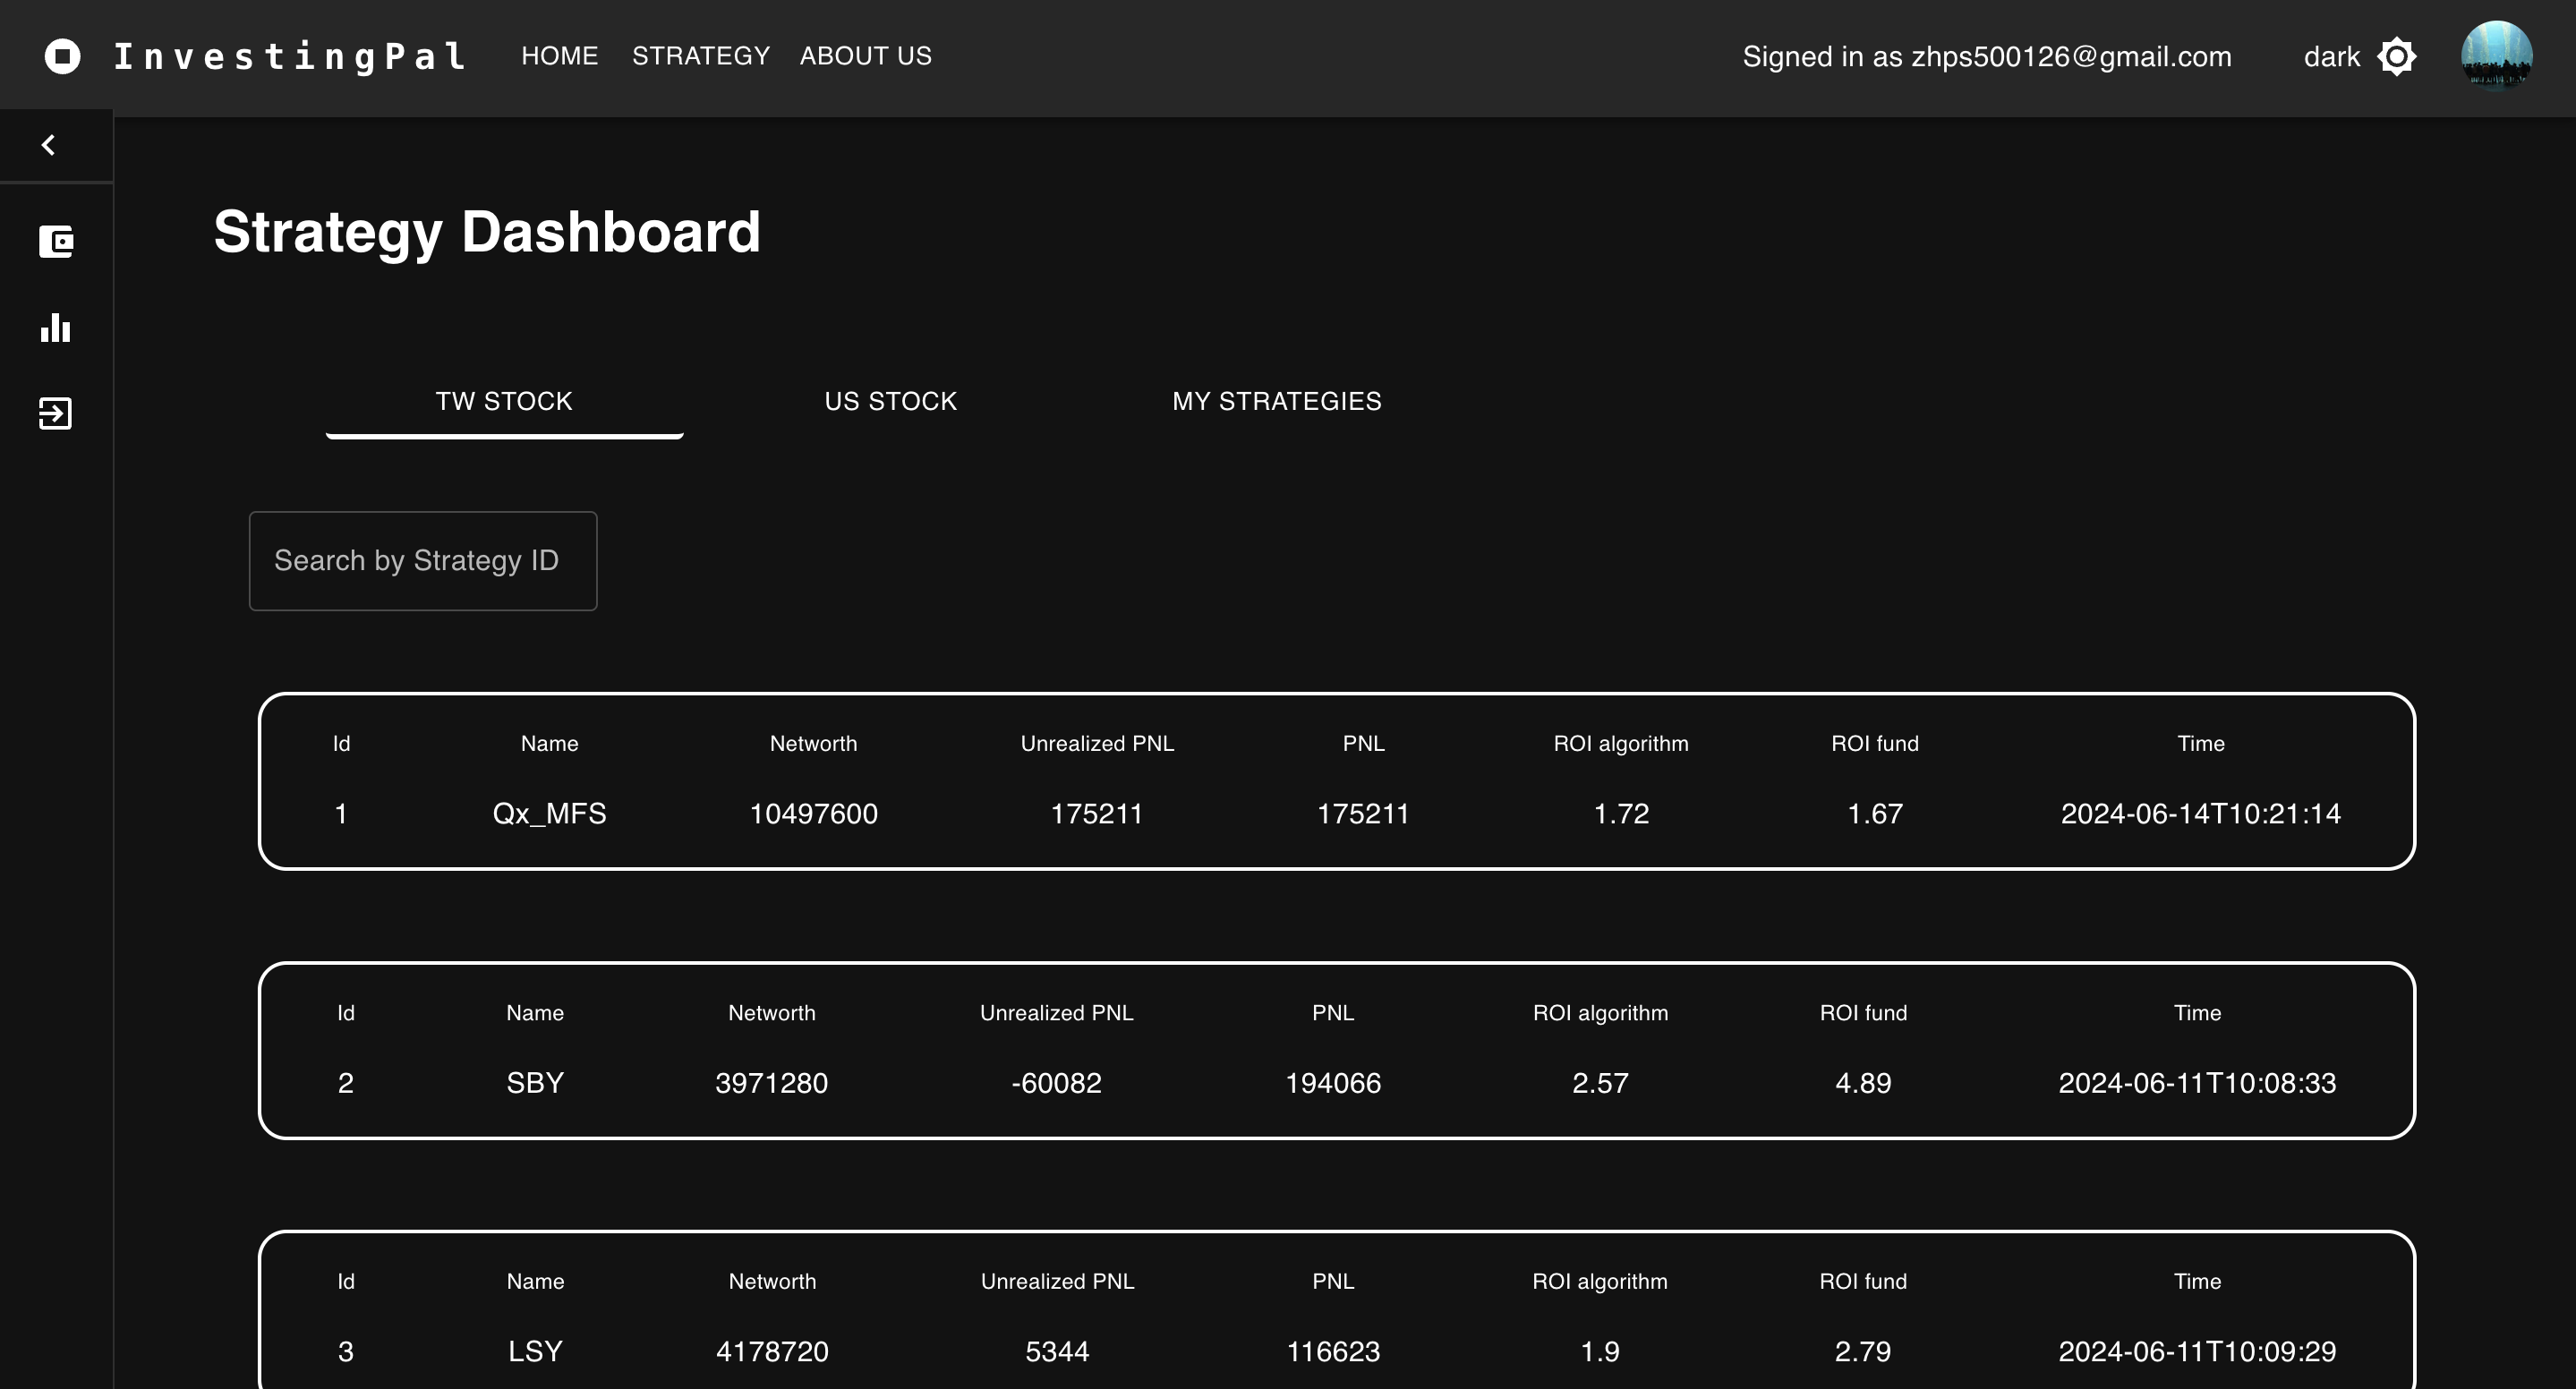 InvestingPal HOME STRATEGY ABOUT US Signed in as zhps500126@gmail.com dark
Strategy Dashboard
TW STOCK US STOCK MY STRATEGIES
Search by Strategy ID
Id Name Networth Unrealized PNL PNL ROI algorithm ROI fund Time
1 Qx_MFS 10497600 175211 175211 1.72 1.67 2024-06-14T10:21:14
Id Name Networth Unrealized PNL PNL ROI algorithm ROI fund Time
2 SBY 3971280 -60082 194066 2.57 4.89 2024-06-11T10:08:33
Id Name Networth Unrealized PNL PNL ROI algorithm ROI fund Time
3 LSY 4178720 5344 116623 1.9 2.79 2024-06-11T10:09:29